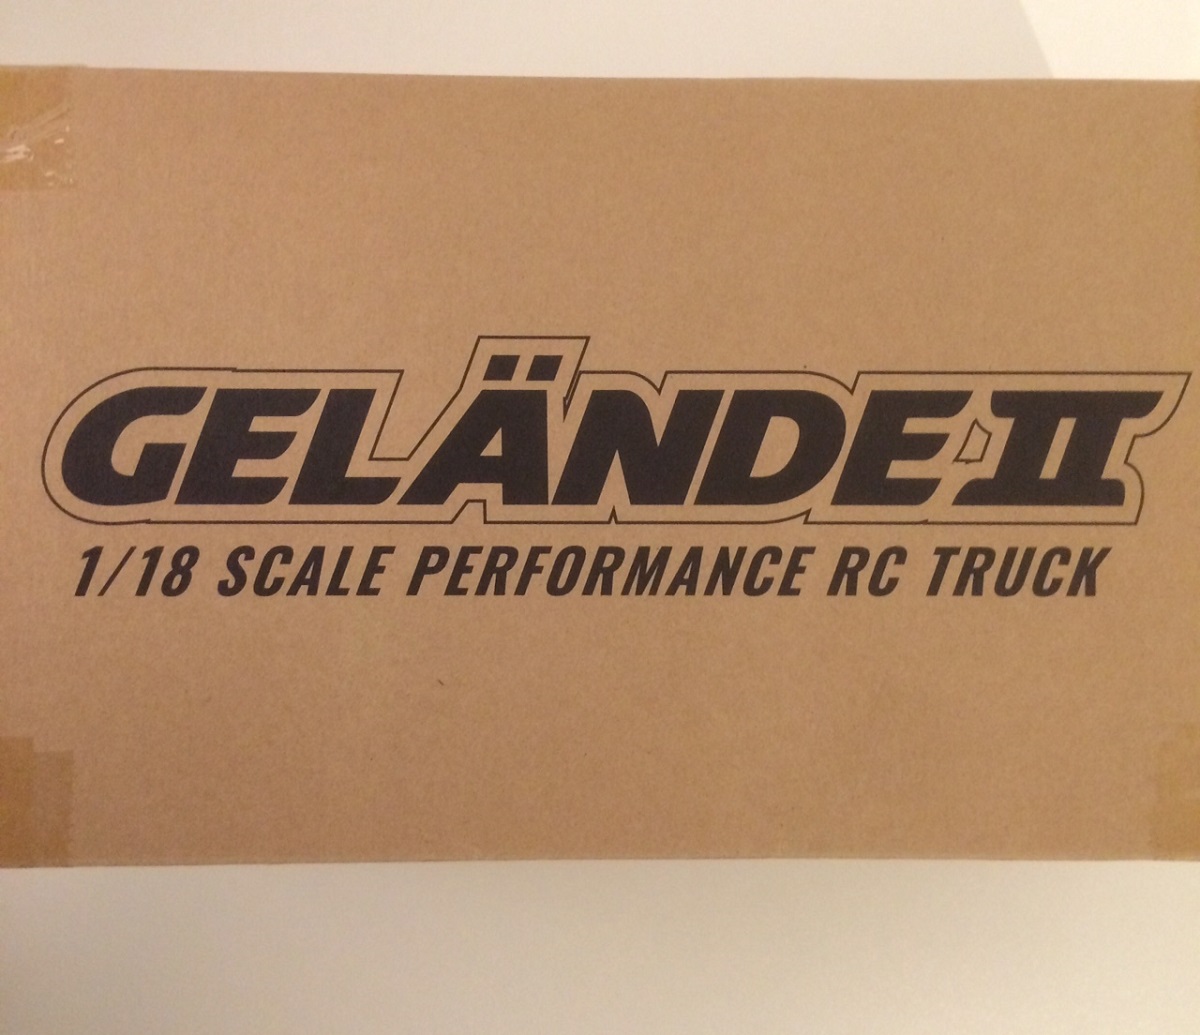 GELÄNDE II
1/18 SCALE PERFORMANCE RC TRUCK